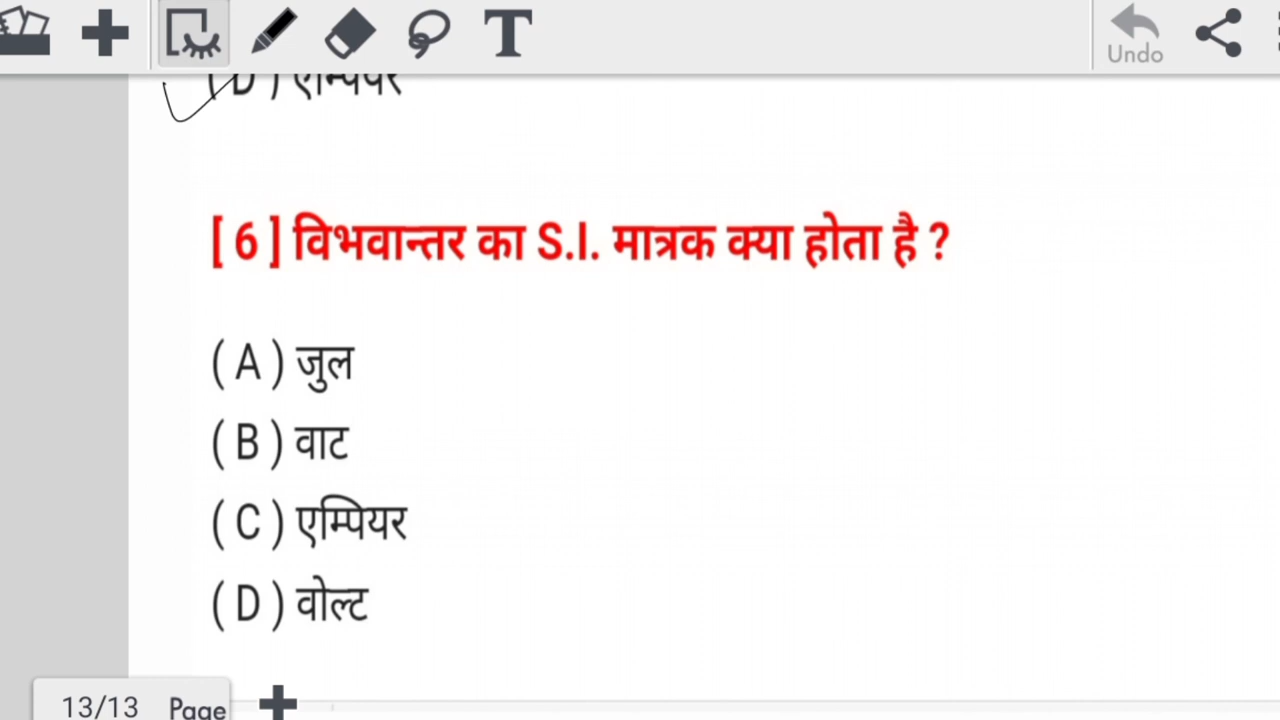 Undo
( D ) एम्पियर
[ 6 ] विभवान्तर का S.I. मात्रक क्या होता है ?
( A ) जुल
( B ) वाट
( C ) एम्पियर
( D ) वोल्ट
13/13 Page